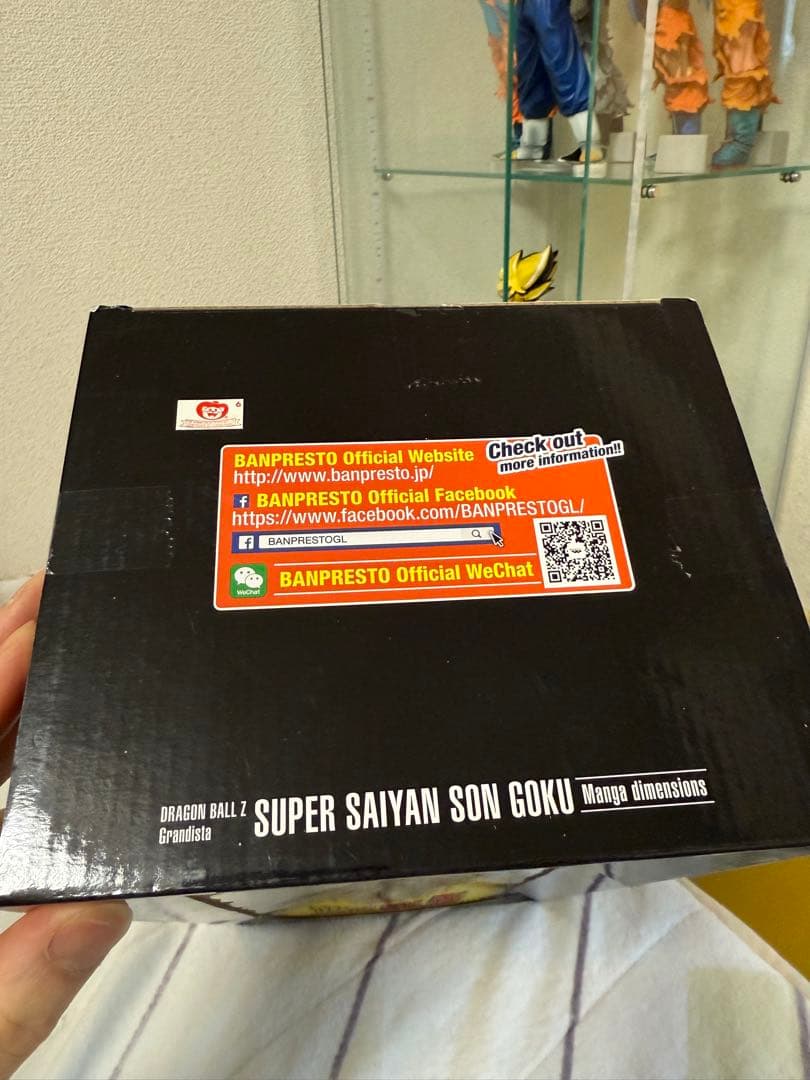 6
BANPRESTO Official Website
Check out
more information!!
http://www.banpresto.jp/
f BANPRESTO Official Facebook
https://www.facebook.com/BANPRESTOGL/
f BANPRESTOGL
WeChat
BANPRESTO Official WeChat
DRAGON BALL Z
Grandista
SUPER SAIYAN SON GOKU
Manga dimensions